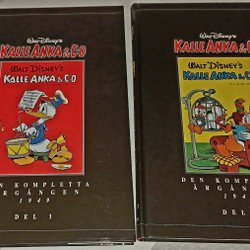 Walt Disney's
KALLE ANKA & C:O
WALT DISNEY'S
KALLE ANKA & C:O
DEN KOMPLETTA
ÅRGÅNGEN
1949
DEL 1
Walt Disney's
KALLE ANKA & C:O
WALT DISNEY'S
KALLE ANKA & C:O
DEN KOMPLETTA
ÅRGÅNGEN
DEL